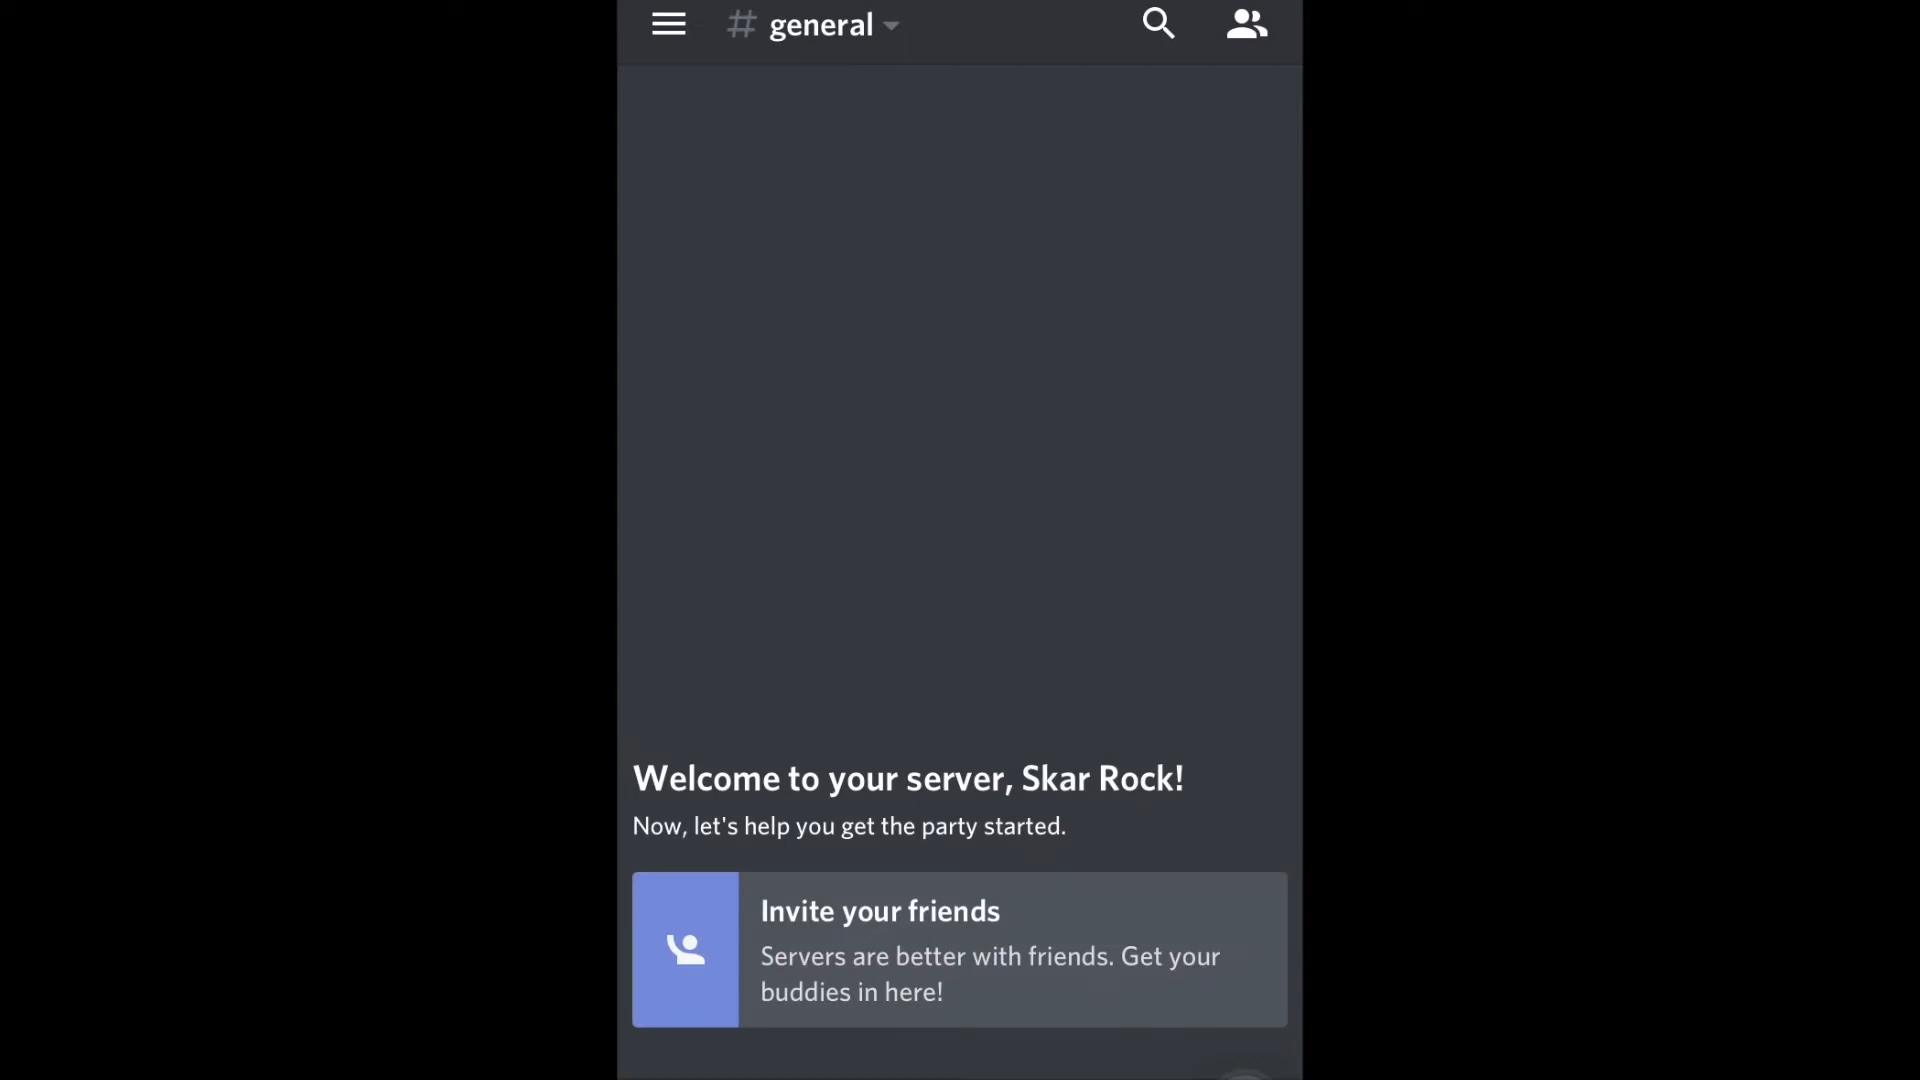 # general
Welcome to your server, Skar Rock!
Now, let's help you get the party started.
Invite your friends
Servers are better with friends. Get your
buddies in here!